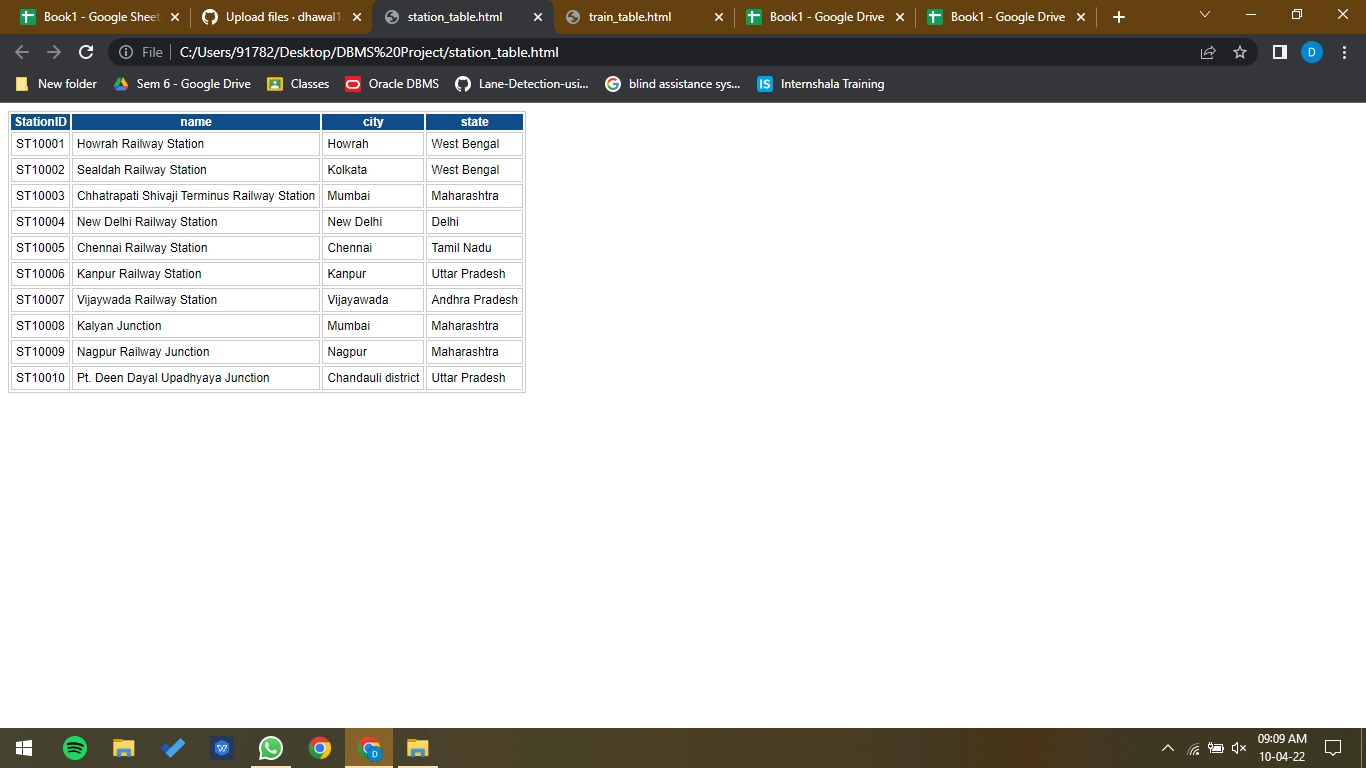 Book1 - Google Sheet
Upload files · dhawal1
station_table.html
train_table.html
Book1 - Google Drive
Book1 - Google Drive
File
C:/Users/91782/Desktop/DBMS%20Project/station_table.html
D
New folder
Sem 6 - Google Drive
Classes
Oracle DBMS
Lane-Detection-usi...
blind assistance sys...
IS Internshala Training
StationID name city state
ST10001 Howrah Railway Station Howrah West Bengal
ST10002 Sealdah Railway Station Kolkata West Bengal
ST10003 Chhatrapati Shivaji Terminus Railway Station Mumbai Maharashtra
ST10004 New Delhi Railway Station New Delhi Delhi
ST10005 Chennai Railway Station Chennai Tamil Nadu
ST10006 Kanpur Railway Station Kanpur Uttar Pradesh
ST10007 Vijaywada Railway Station Vijayawada Andhra Pradesh
ST10008 Kalyan Junction Mumbai Maharashtra
ST10009 Nagpur Railway Junction Nagpur Maharashtra
ST10010 Pt. Deen Dayal Upadhyaya Junction Chandauli district Uttar Pradesh
D
09:09 AM
10-04-22